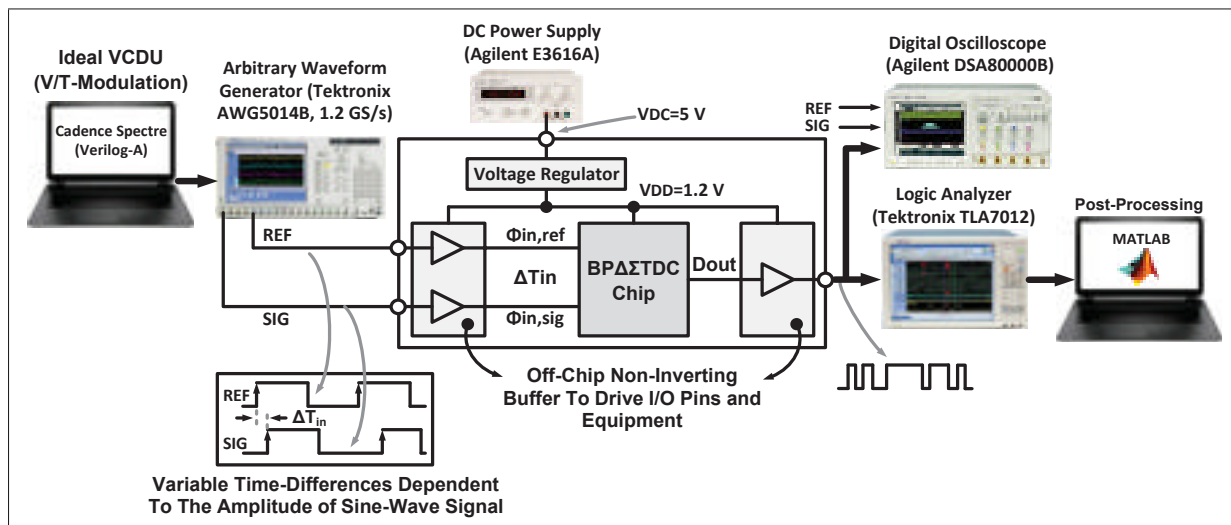 Ideal VCDU
(V/T-Modulation)
Cadence Spectre
(Verilog-A)
Arbitrary Waveform
Generator (Tektronix
AWG5014B, 1.2 GS/s)
DC Power Supply
(Agilent E3616A)
VDC=5 V
Digital Oscilloscope
(Agilent DSA80000B)
REF
SIG
Voltage Regulator
VDD=1.2 V
Logic Analyzer
(Tektronix TLA7012)
Post-Processing
MATLAB
REF
SIG
Φin,ref
ΔTin
Φin,sig
BPΔΣTDC
Chip
Dout
Off-Chip Non-Inverting
Buffer To Drive I/O Pins and
Equipment
REF
ΔTin
SIG
Variable Time-Differences Dependent
To The Amplitude of Sine-Wave Signal